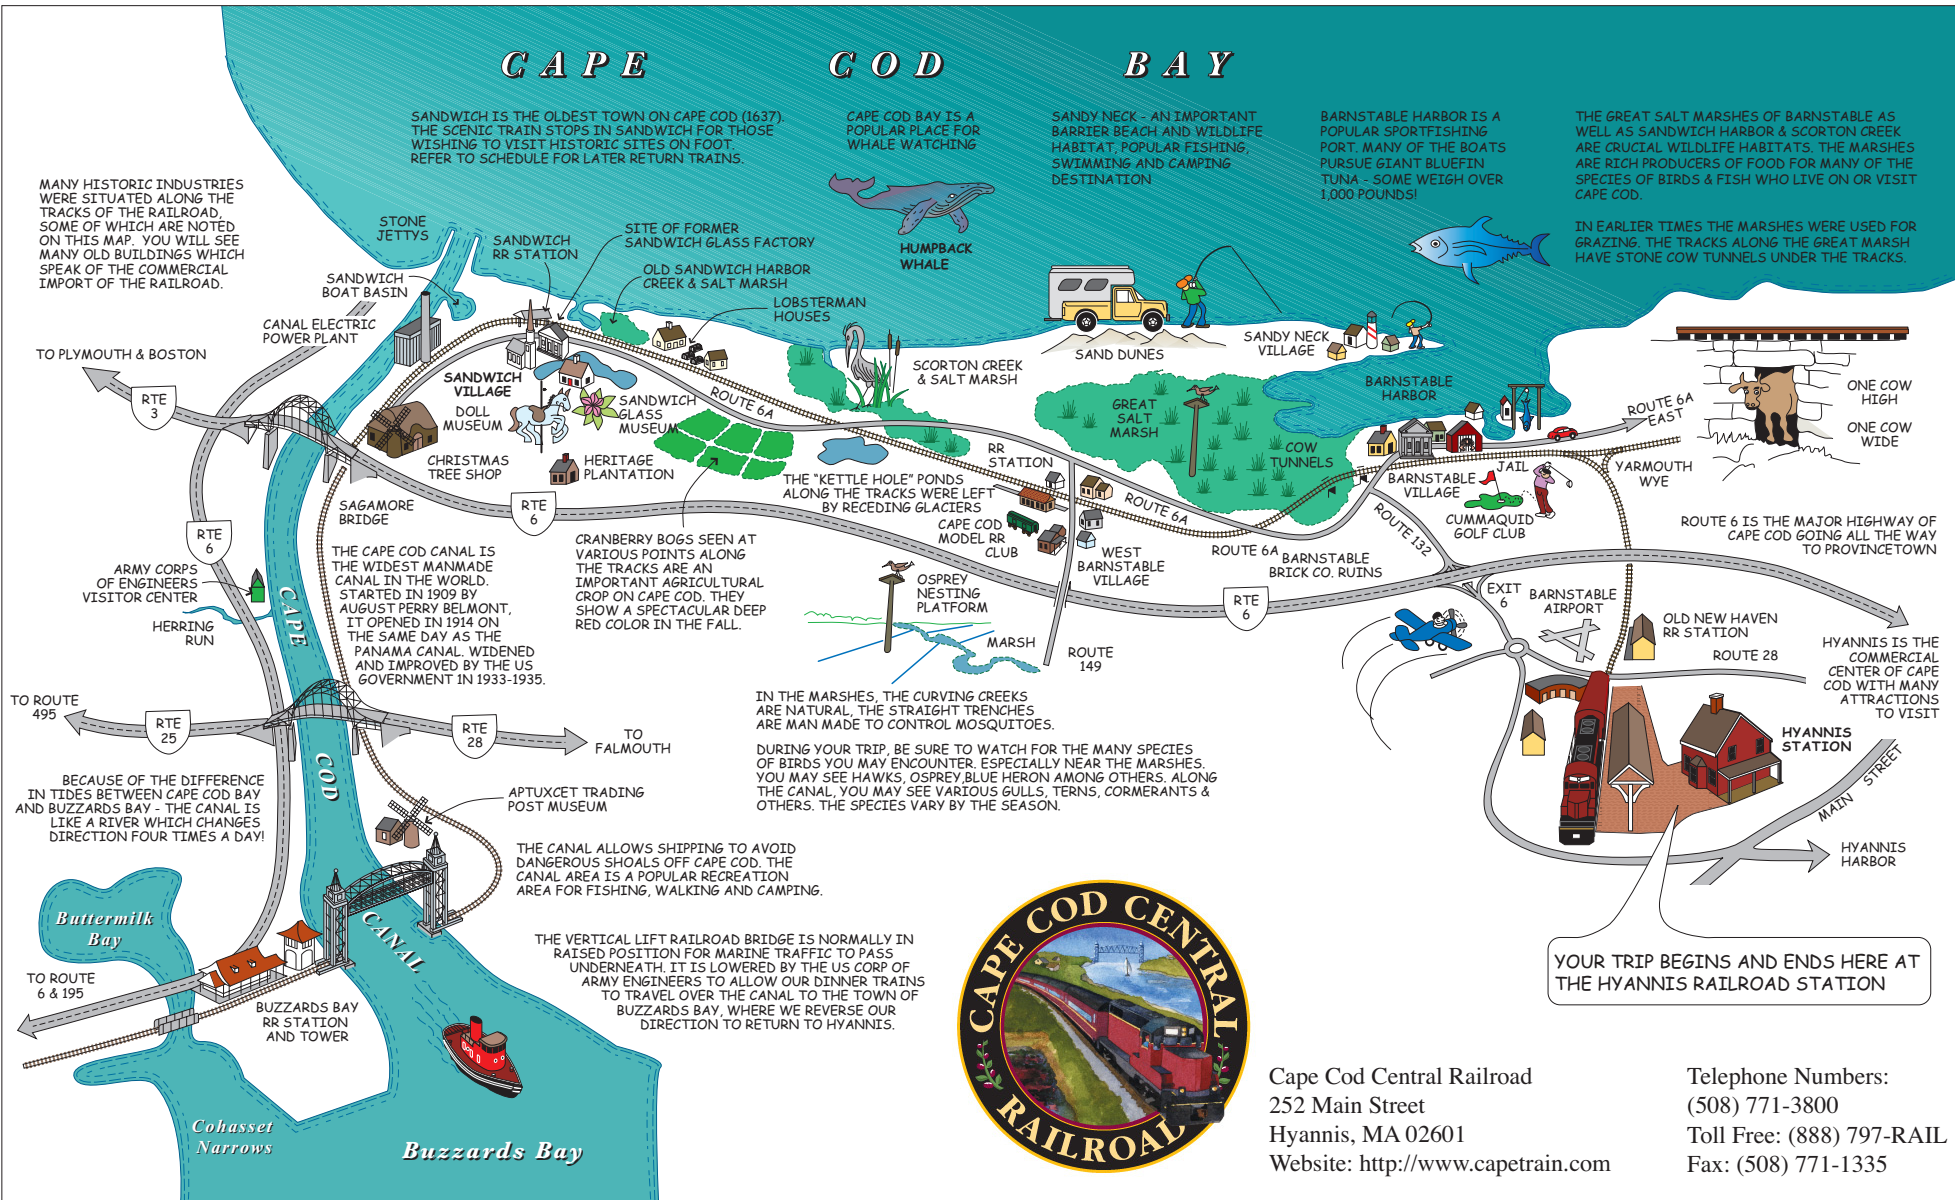 CAPE COD BAY
SANDWICH IS THE OLDEST TOWN ON CAPE COD (1637).
THE SCENIC TRAIN STOPS IN SANDWICH FOR THOSE
WISHING TO VISIT HISTORIC SITES ON FOOT.
REFER TO SCHEDULE FOR LATER RETURN TRAINS.
CAPE COD BAY IS A
POPULAR PLACE FOR
WHALE WATCHING
SANDY NECK - AN IMPORTANT
BARRIER BEACH AND WILDLIFE
HABITAT, POPULAR FISHING,
SWIMMING AND CAMPING
DESTINATION
BARNSTABLE HARBOR IS A
POPULAR SPORTFISHING
PORT. MANY OF THE BOATS
PURSUE GIANT BLUEFIN
TUNA - SOME WEIGH OVER
1,000 POUNDS!
THE GREAT SALT MARSHES OF BARNSTABLE AS
WELL AS SANDWICH HARBOR & SCORTON CREEK
ARE CRUCIAL WILDLIFE HABITATS. THE MARSHES
ARE RICH PRODUCERS OF FOOD FOR MANY OF THE
SPECIES OF BIRDS & FISH WHO LIVE ON OR VISIT
CAPE COD.
IN EARLIER TIMES THE MARSHES WERE USED FOR
GRAZING. THE TRACKS ALONG THE GREAT MARSH
HAVE STONE COW TUNNELS UNDER THE TRACKS.
MANY HISTORIC INDUSTRIES
WERE SITUATED ALONG THE
TRACKS OF THE RAILROAD,
SOME OF WHICH ARE NOTED
ON THIS MAP. YOU WILL SEE
MANY OLD BUILDINGS WHICH
SPEAK OF THE COMMERCIAL
IMPORT OF THE RAILROAD.
STONE
JETTYS
SANDWICH
RR STATION
SITE OF FORMER
SANDWICH GLASS FACTORY
OLD SANDWICH HARBOR
CREEK & SALT MARSH
LOBSTERMAN
HOUSES
HUMPBACK
WHALE
SANDWICH
BOAT BASIN
CANAL ELECTRIC
POWER PLANT
TO PLYMOUTH & BOSTON
RTE
3
SANDWICH
VILLAGE
DOLL
MUSEUM
SANDWICH
GLASS
MUSEUM
CHRISTMAS
TREE SHOP
HERITAGE
PLANTATION
ROUTE 6A
SCORTON CREEK
& SALT MARSH
SAND DUNES
SANDY NECK
VILLAGE
BARNSTABLE
HARBOR
GREAT
SALT
MARSH
COW
TUNNELS
ROUTE 6A
EAST
ONE COW
HIGH
ONE COW
WIDE
YARMOUTH
WYE
JAIL
BARNSTABLE
VILLAGE
CUMMAQUID
GOLF CLUB
ROUTE 6 IS THE MAJOR HIGHWAY OF
CAPE COD GOING ALL THE WAY
TO PROVINCETOWN
SAGAMORE
BRIDGE
RTE
6
RTE
6
THE "KETTLE HOLE" PONDS
ALONG THE TRACKS WERE LEFT
BY RECEDING GLACIERS
RR
STATION
CAPE COD
MODEL RR
CLUB
ROUTE 6A
WEST
BARNSTABLE
VILLAGE
ROUTE 6A
BARNSTABLE
BRICK CO. RUINS
ROUTE 132
THE CAPE COD CANAL IS
THE WIDEST MANMADE
CANAL IN THE WORLD.
STARTED IN 1909 BY
AUGUST PERRY BELMONT,
IT OPENED IN 1914 ON
THE SAME DAY AS THE
PANAMA CANAL. WIDENED
AND IMPROVED BY THE US
GOVERNMENT IN 1933-1935.
CRANBERRY BOGS SEEN AT
VARIOUS POINTS ALONG
THE TRACKS ARE AN
IMPORTANT AGRICULTURAL
CROP ON CAPE COD. THEY
SHOW A SPECTACULAR DEEP
RED COLOR IN THE FALL.
ARMY CORPS
OF ENGINEERS
VISITOR CENTER
HERRING
RUN
OSPREY
NESTING
PLATFORM
MARSH
ROUTE
149
RTE
6
EXIT
6
BARNSTABLE
AIRPORT
OLD NEW HAVEN
RR STATION
ROUTE 28
HYANNIS IS THE
COMMERCIAL
CENTER OF CAPE
COD WITH MANY
ATTRACTIONS
TO VISIT
CAPE COD CANAL
TO ROUTE
495
RTE
25
RTE
28
TO
FALMOUTH
IN THE MARSHES, THE CURVING CREEKS
ARE NATURAL, THE STRAIGHT TRENCHES
ARE MAN MADE TO CONTROL MOSQUITOES.
DURING YOUR TRIP, BE SURE TO WATCH FOR THE MANY SPECIES
OF BIRDS YOU MAY ENCOUNTER. ESPECIALLY NEAR THE MARSHES.
YOU MAY SEE HAWKS, OSPREY,BLUE HERON AMONG OTHERS. ALONG
THE CANAL, YOU MAY SEE VARIOUS GULLS, TERNS, CORMERANTS &
OTHERS. THE SPECIES VARY BY THE SEASON.
HYANNIS
STATION
MAIN STREET
HYANNIS
HARBOR
BECAUSE OF THE DIFFERENCE
IN TIDES BETWEEN CAPE COD BAY
AND BUZZARDS BAY - THE CANAL IS
LIKE A RIVER WHICH CHANGES
DIRECTION FOUR TIMES A DAY!
APTUXCET TRADING
POST MUSEUM
THE CANAL ALLOWS SHIPPING TO AVOID
DANGEROUS SHOALS OFF CAPE COD. THE
CANAL AREA IS A POPULAR RECREATION
AREA FOR FISHING, WALKING AND CAMPING.
Buttermilk
Bay
TO ROUTE
6 & 195
BUZZARDS BAY
RR STATION
AND TOWER
THE VERTICAL LIFT RAILROAD BRIDGE IS NORMALLY IN
RAISED POSITION FOR MARINE TRAFFIC TO PASS
UNDERNEATH. IT IS LOWERED BY THE US CORP OF
ARMY ENGINEERS TO ALLOW OUR DINNER TRAINS
TO TRAVEL OVER THE CANAL TO THE TOWN OF
BUZZARDS BAY, WHERE WE REVERSE OUR
DIRECTION TO RETURN TO HYANNIS.
YOUR TRIP BEGINS AND ENDS HERE AT
THE HYANNIS RAILROAD STATION
CAPE COD CENTRAL
RAILROAD
Cohasset
Narrows
Buzzards Bay
Cape Cod Central Railroad
252 Main Street
Hyannis, MA 02601
Website: http://www.capetrain.com
Telephone Numbers:
(508) 771-3800
Toll Free: (888) 797-RAIL
Fax: (508) 771-1335